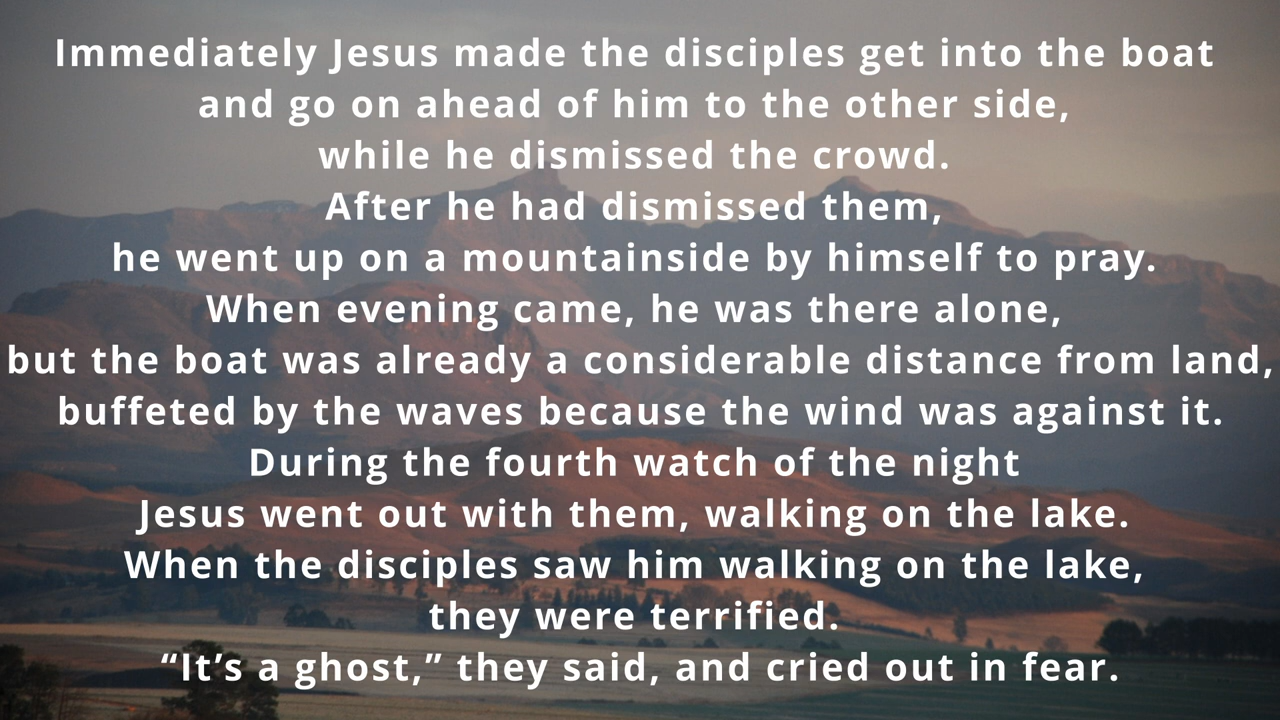 Immediately Jesus made the disciples get into the boat
and go on ahead of him to the other side,
while he dismissed the crowd.
After he had dismissed them,
he went up on a mountainside by himself to pray.
When evening came, he was there alone,
but the boat was already a considerable distance from land,
buffeted by the waves because the wind was against it.
During the fourth watch of the night
Jesus went out with them, walking on the lake.
When the disciples saw him walking on the lake,
they were terrified.
“It’s a ghost,” they said, and cried out in fear.